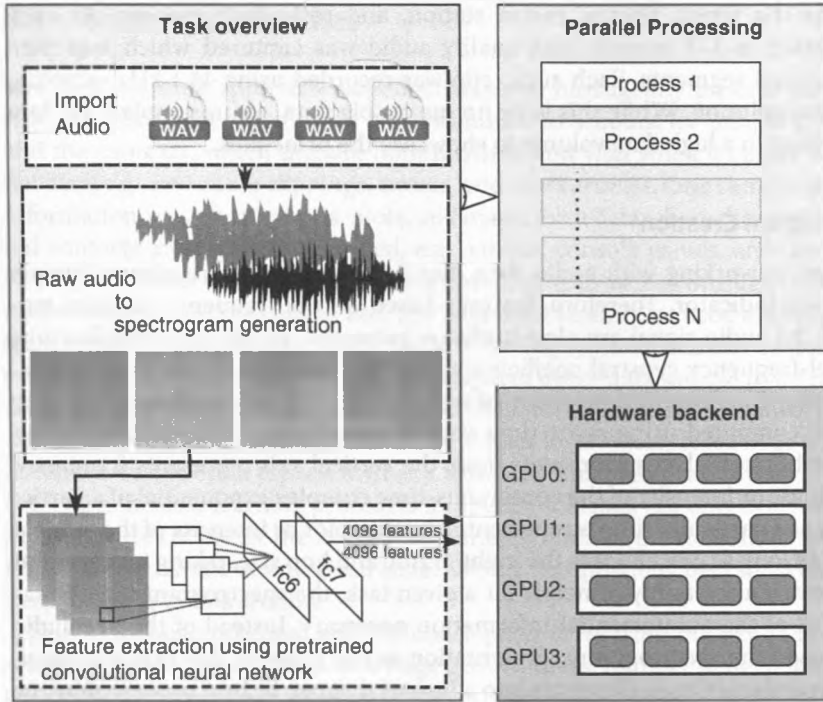 Task overview
Import
Audio
WAV WAV WAV WAV
Raw audio
to
spectrogram generation
4096 features
4096 features
fc6
fc7
Feature extraction using pretrained
convolutional neural network
Parallel Processing
Process 1
Process 2
Process N
Hardware backend
GPU0:
GPU1:
GPU2:
GPU3: